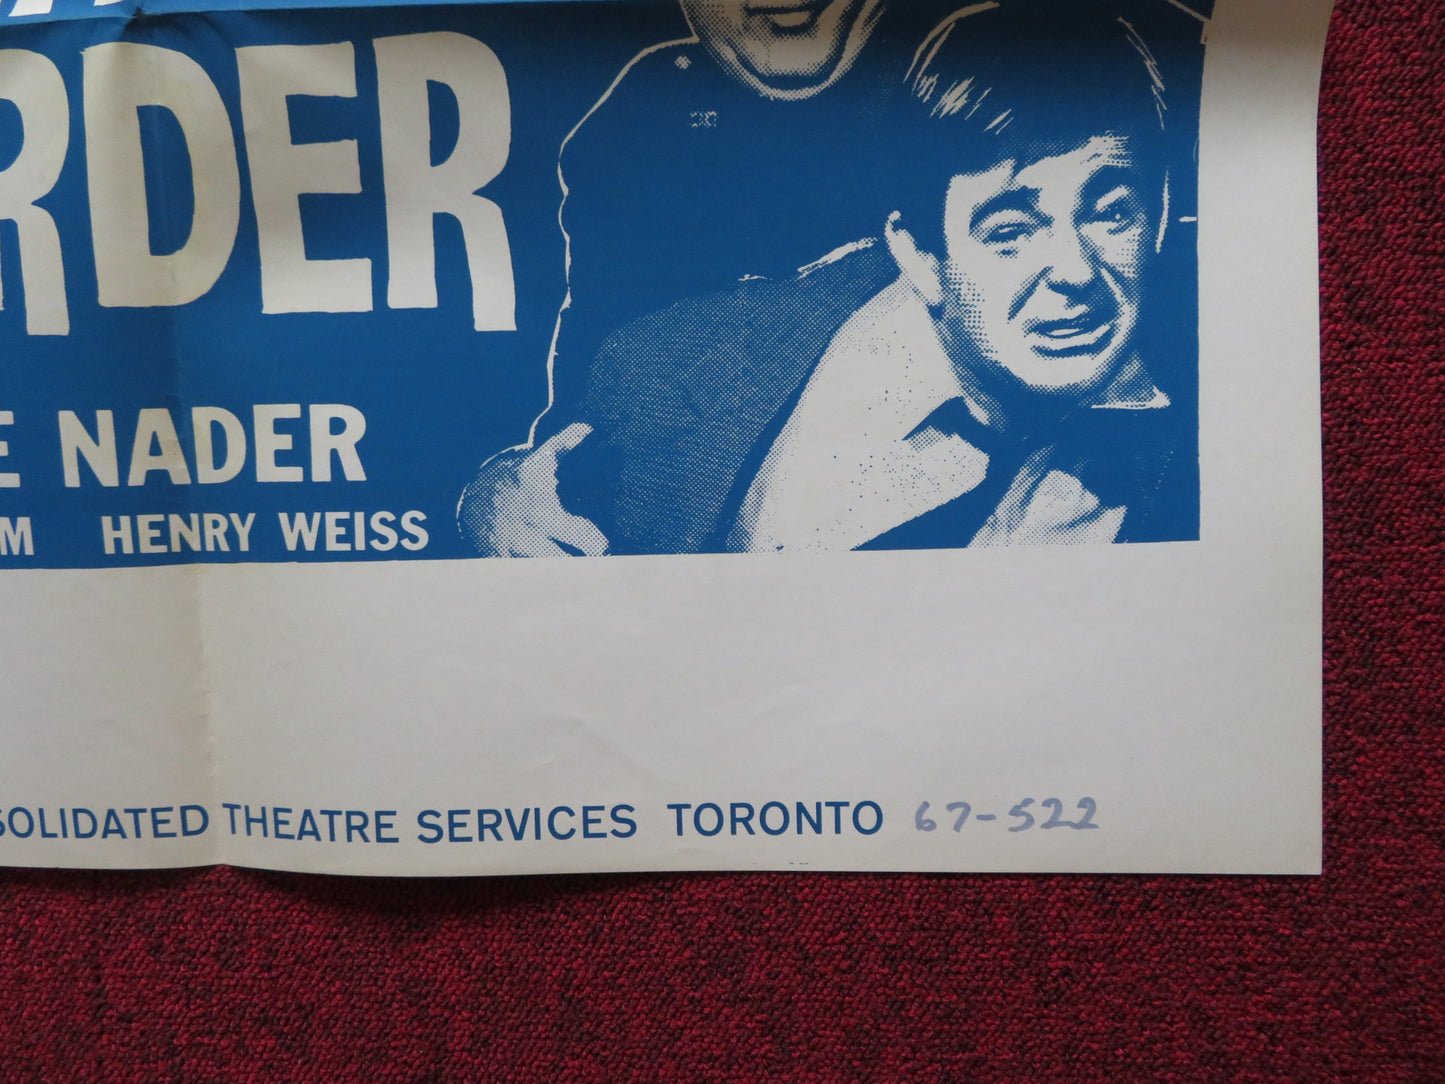 RDER
E NADER
M HENRY WEISS
SOLIDATED THEATRE SERVICES TORONTO 67-522